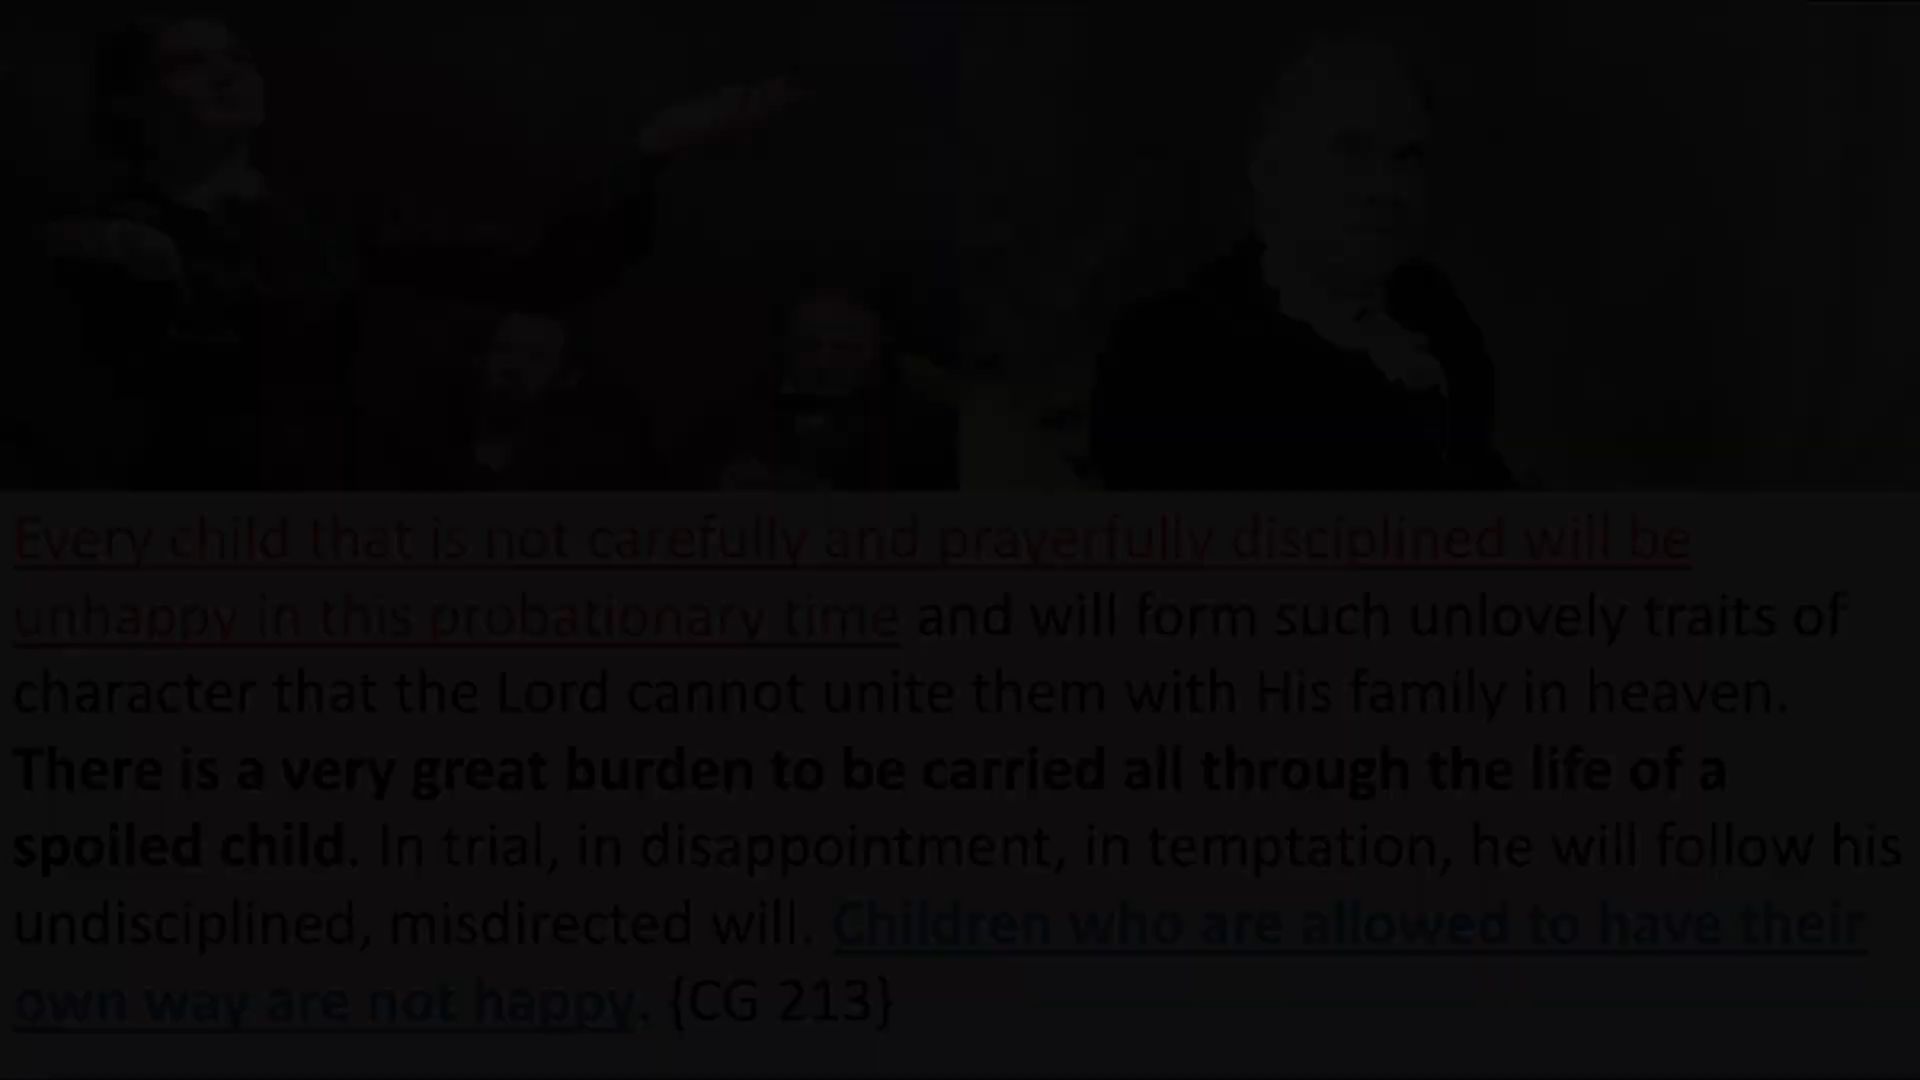 Every child that is not carefully and prayerfully disciplined will be
unhappy in this probationary time and will form such unlovely traits of
character that the Lord cannot unite them with His family in heaven.
There is a very great burden to be carried all through the life of a
spoiled child. In trial, in disappointment, in temptation, he will follow his
undisciplined, misdirected will. Children who are allowed to have their
own way are not happy. {CG 213}